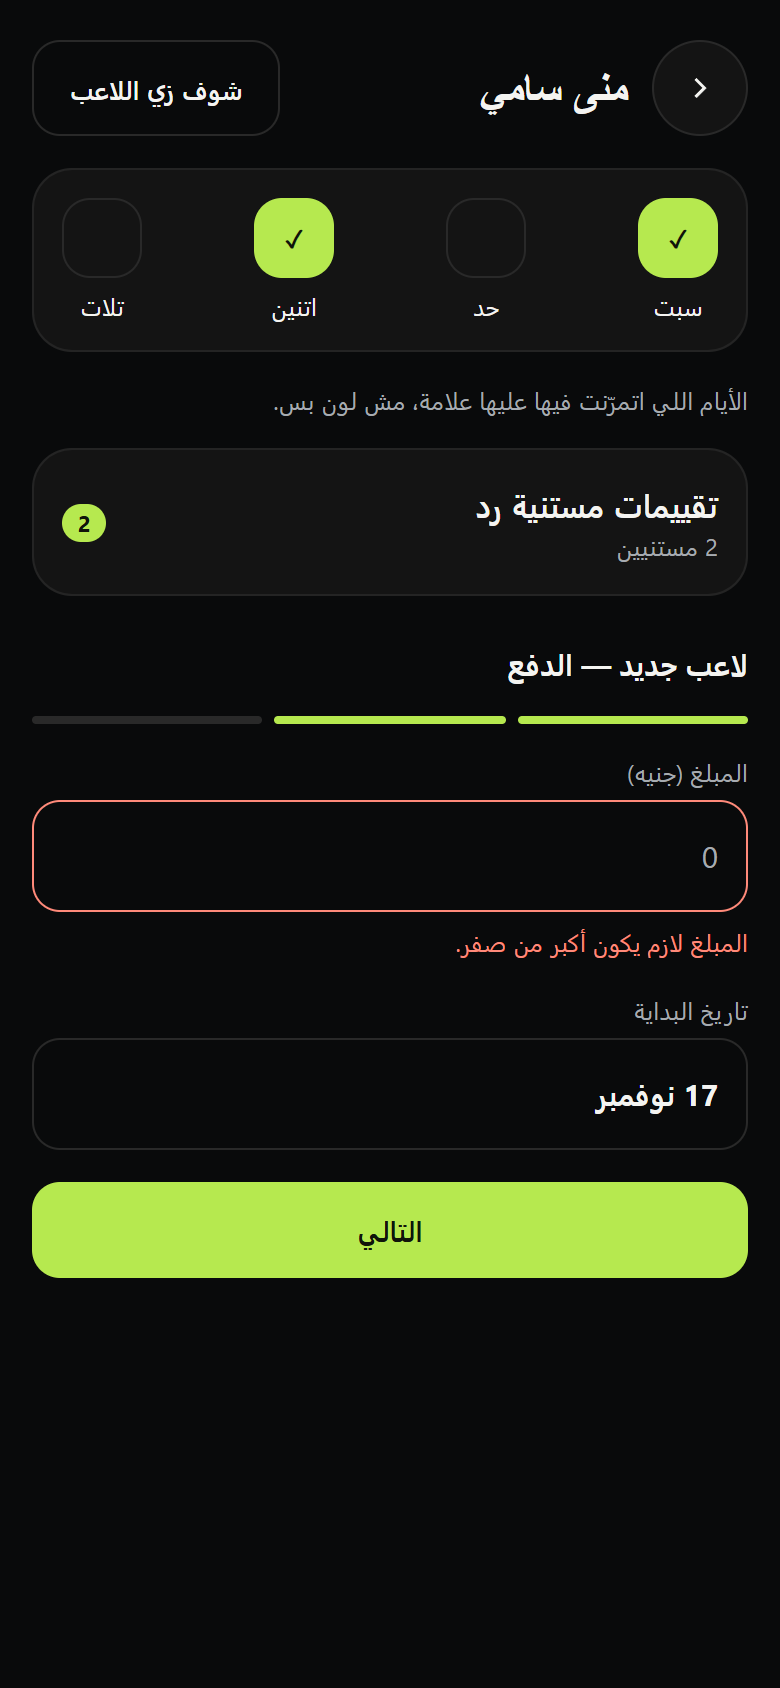 منى سامي
شوف زي اللاعب
✓ ✓
سبت حد اتنين تلات
الأيام اللي اتمرّنت فيها عليها علامة، مش لون بس.
تقييمات مستنية رد
2 مستنيين
2
لاعب جديد — الدفع
المبلغ (جنيه)
0
المبلغ لازم يكون أكبر من صفر.
تاريخ البداية
17 نوفمبر
التالي